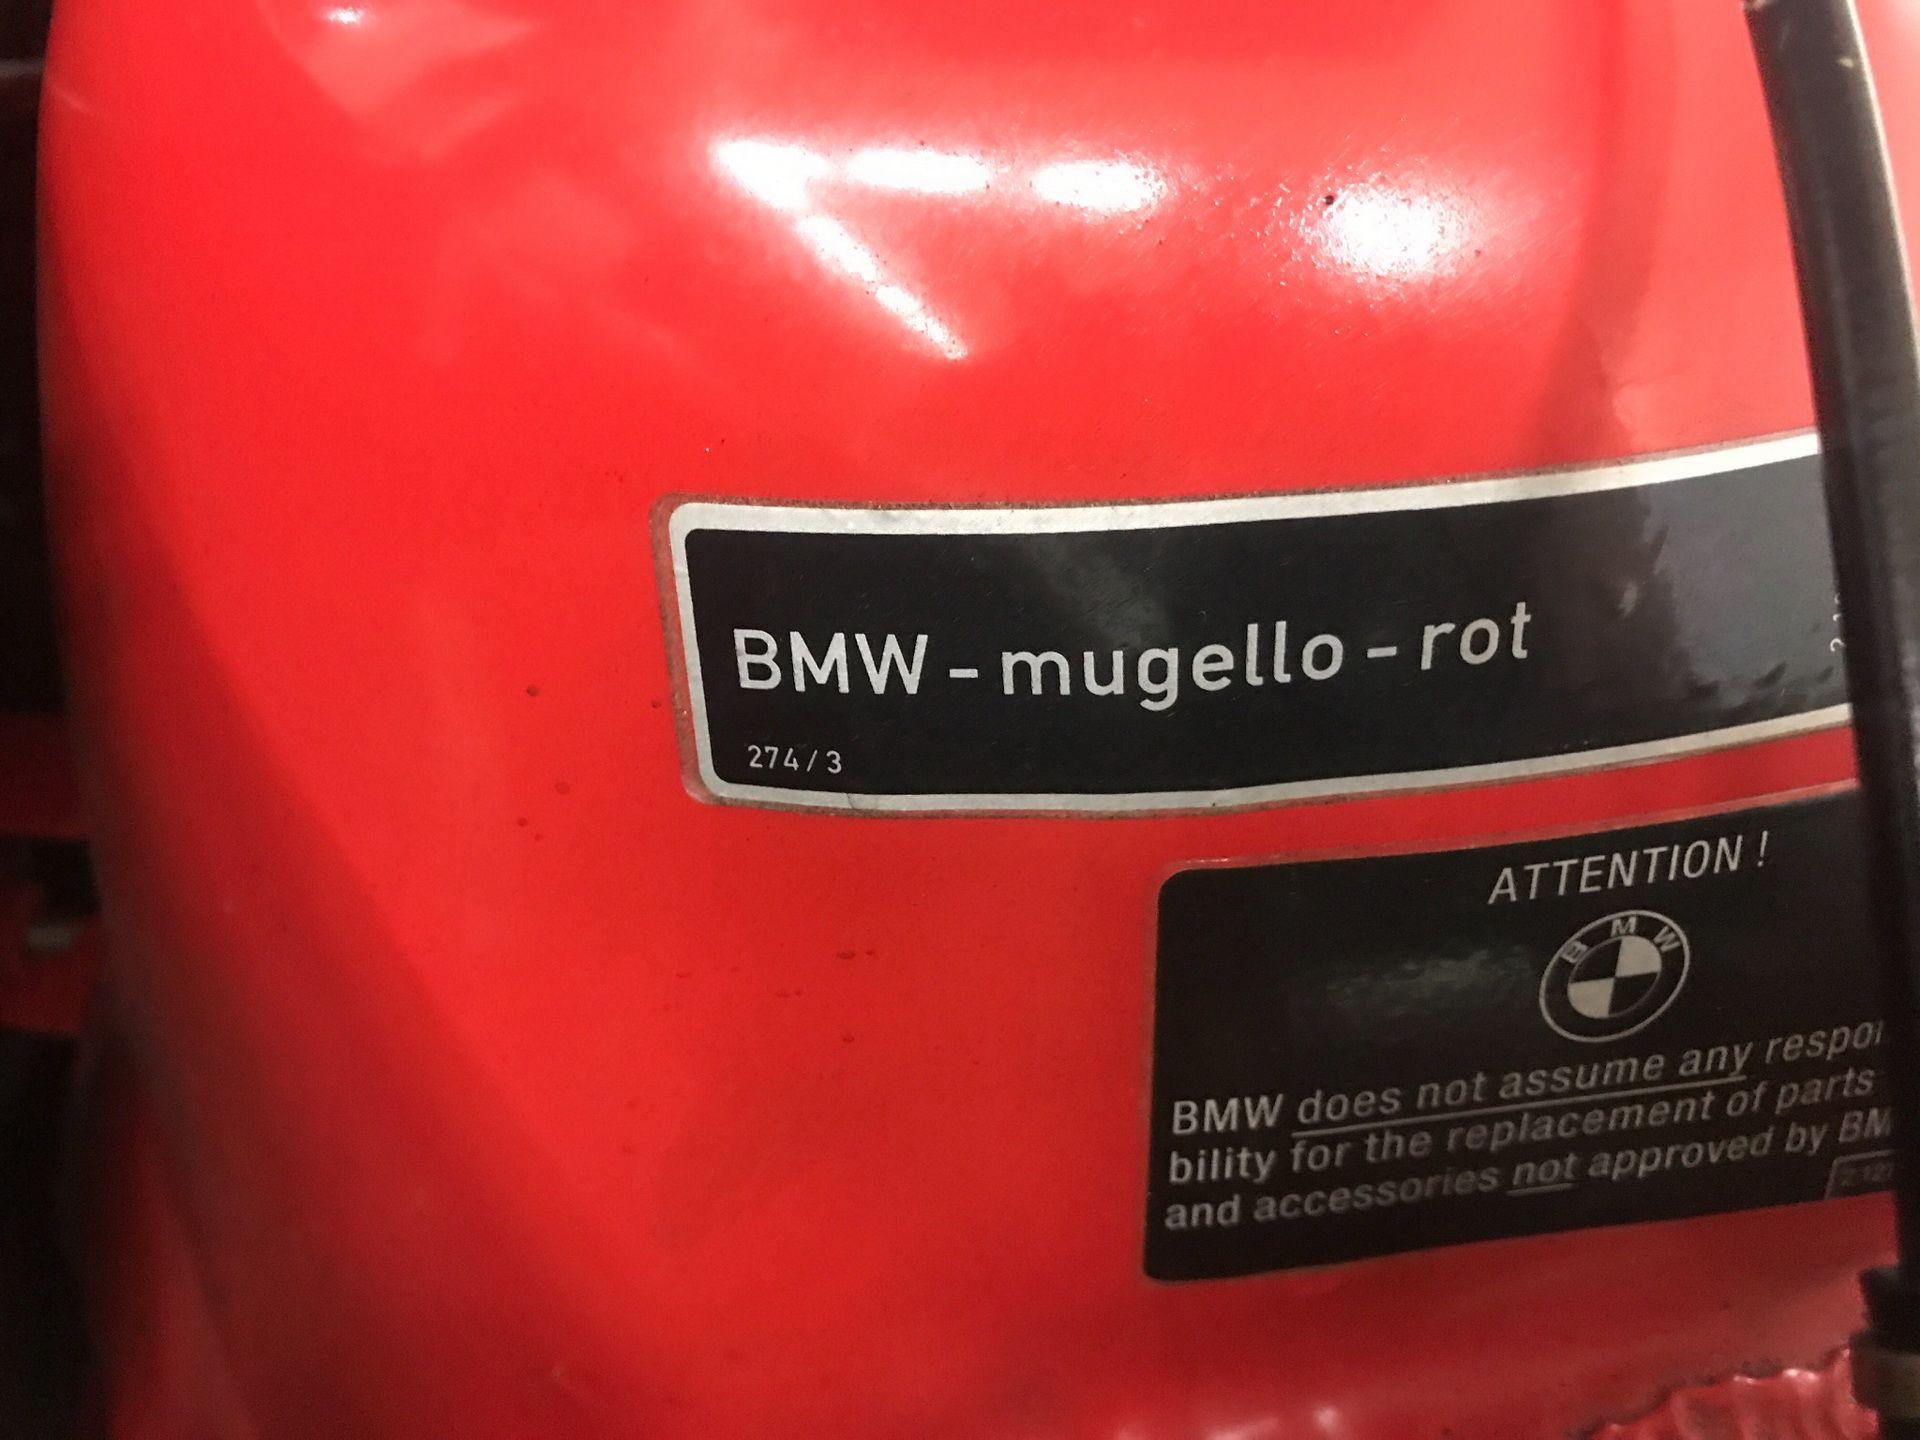 BMW - mugello - rot
274/3
ATTENTION !
BMW
BMW does not assume any respo
bility for the replacement of parts
and accessories not approved by BM